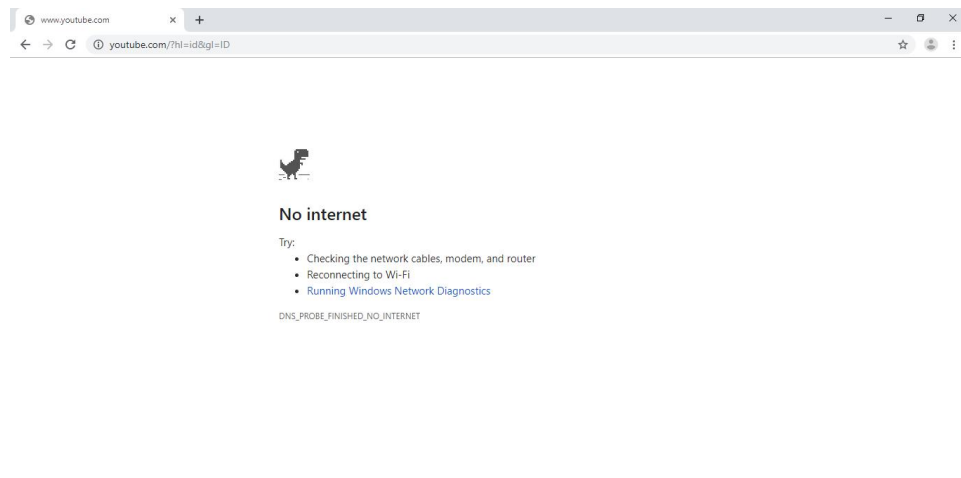 www.youtube.com
youtube.com/?hl=id&gl=ID
No internet
Try:
Checking the network cables, modem, and router
Reconnecting to Wi-Fi
Running Windows Network Diagnostics
DNS_PROBE_FINISHED_NO_INTERNET